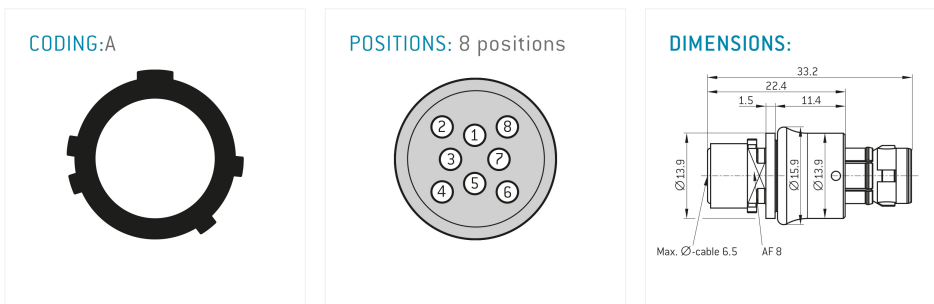 CODING:A
POSITIONS: 8 positions
2
1
8
3
7
4
5
6
DIMENSIONS:
33.2
22.4
1.5
11.4
Ø13.9
Ø15.9
Ø13.9
Max. Ø-cable 6.5
AF 8